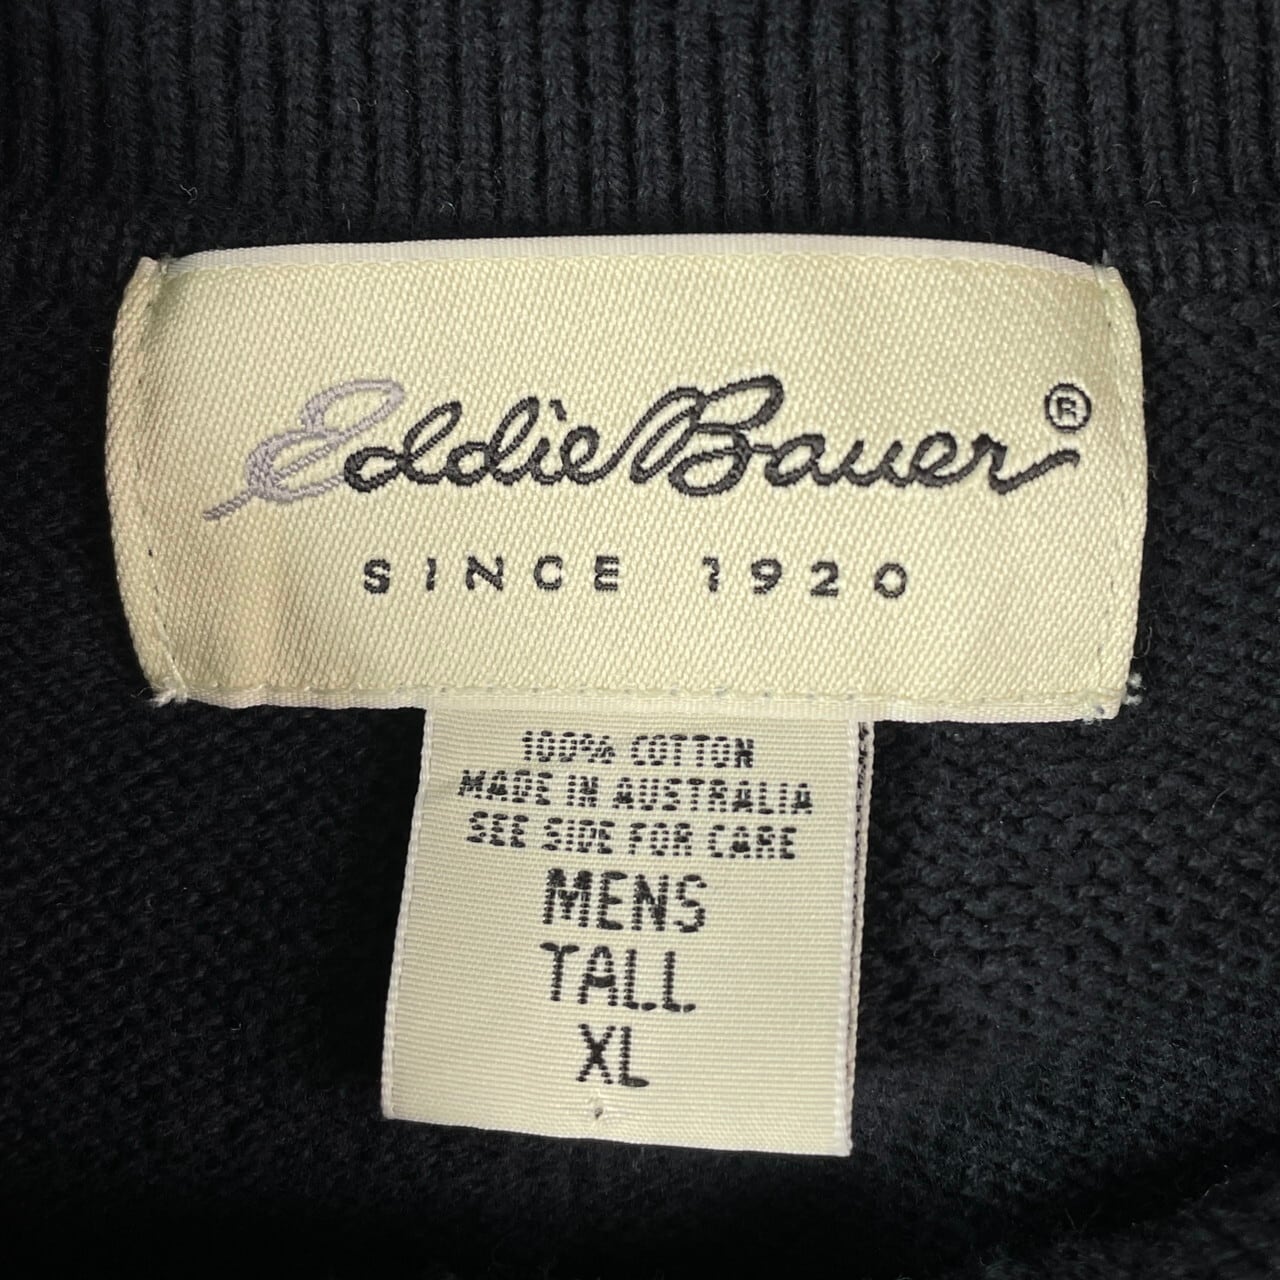 Eddie Bauer®
SINCE 1920
100% COTTON
MADE IN AUSTRALIA
SEE SIDE FOR CARE
MENS
TALL
XL